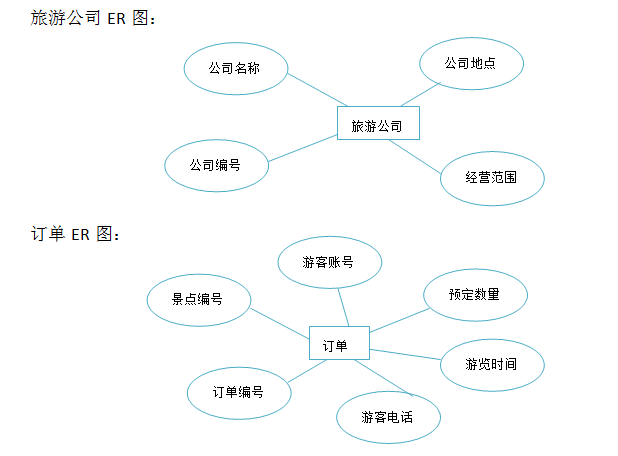 旅游公司 ER 图：
公司名称
公司地点
旅游公司
公司编号
经营范围
订单 ER 图：
游客账号
景点编号
预定数量
订单
游览时间
订单编号
游客电话